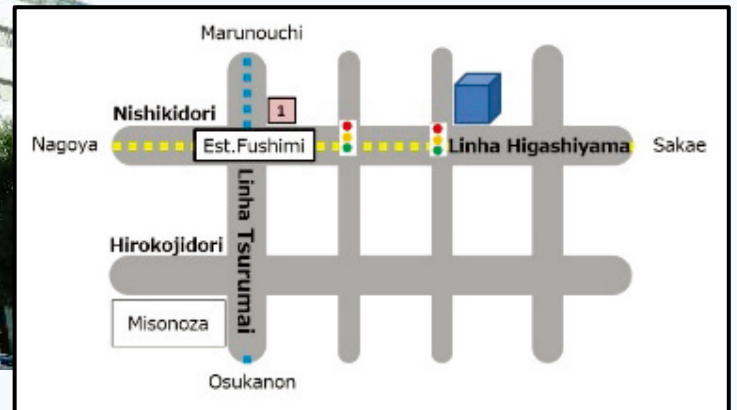 Marunouchi
Nishikidori
1
Nagoya
Est.Fushimi
Linha Higashiyama
Sakae
Linha Tsurumai
Hirokojidori
Misonoza
Osukanon